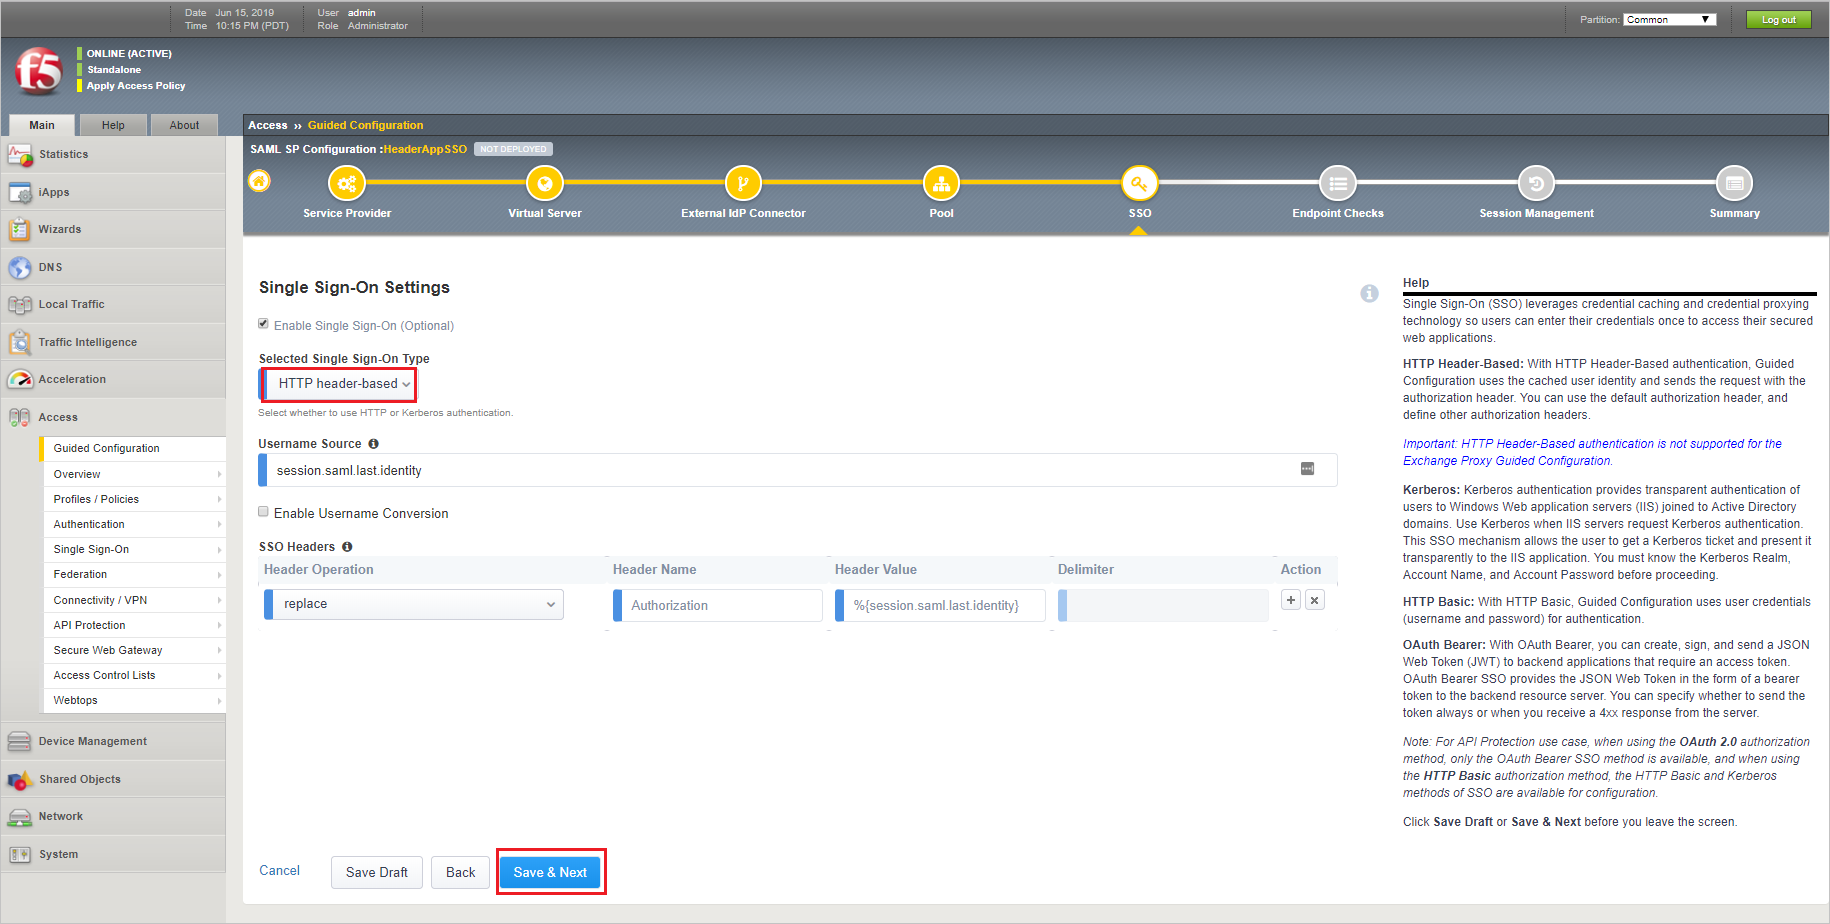 Date Jun 15, 2019
Time 10:15 PM (PDT)
User admin
Role Administrator
Partition: Common
Log out
f5
ONLINE (ACTIVE)
Standalone
Apply Access Policy
Main
Help
About
Statistics
iApps
Wizards
DNS
Local Traffic
Traffic Intelligence
Acceleration
Access
Guided Configuration
Overview
Profiles / Policies
Authentication
Single Sign-On
Federation
Connectivity / VPN
API Protection
Secure Web Gateway
Access Control Lists
Webtops
Device Management
Shared Objects
Network
System
Access ›› Guided Configuration
SAML SP Configuration :HeaderAppSSO NOT DEPLOYED
Service Provider
Virtual Server
External IdP Connector
Pool
SSO
Endpoint Checks
Session Management
Summary
Single Sign-On Settings
Enable Single Sign-On (Optional)
Selected Single Sign-On Type
HTTP header-based
Select whether to use HTTP or Kerberos authentication.
Username Source
session.saml.last.identity
Enable Username Conversion
SSO Headers
Header Operation Header Name Header Value Delimiter Action
replace Authorization %{session.saml.last.identity} + x
Cancel
Save Draft
Back
Save & Next
Help
Single Sign-On (SSO) leverages credential caching and credential proxying
technology so users can enter their credentials once to access their secured
web applications.
HTTP Header-Based: With HTTP Header-Based authentication, Guided
Configuration uses the cached user identity and sends the request with the
authorization header. You can use the default authorization header, and
define other authorization headers.
Important: HTTP Header-Based authentication is not supported for the
Exchange Proxy Guided Configuration.
Kerberos: Kerberos authentication provides transparent authentication of
users to Windows Web application servers (IIS) joined to Active Directory
domains. Use Kerberos when IIS servers request Kerberos authentication.
This SSO mechanism allows the user to get a Kerberos ticket and present it
transparently to the IIS application. You must know the Kerberos Realm,
Account Name, and Account Password before proceeding.
HTTP Basic: With HTTP Basic, Guided Configuration uses user credentials
(username and password) for authentication.
OAuth Bearer: With OAuth Bearer, you can create, sign, and send a JSON
Web Token (JWT) to backend applications that require an access token.
OAuth Bearer SSO provides the JSON Web Token in the form of a bearer
token to the backend resource server. You can specify whether to send the
token always or when you receive a 4xx response from the server.
Note: For API Protection use case, when using the OAuth 2.0 authorization
method, only the OAuth Bearer SSO method is available, and when using
the HTTP Basic authorization method, the HTTP Basic and Kerberos
methods of SSO are available for configuration.
Click Save Draft or Save & Next before you leave the screen.